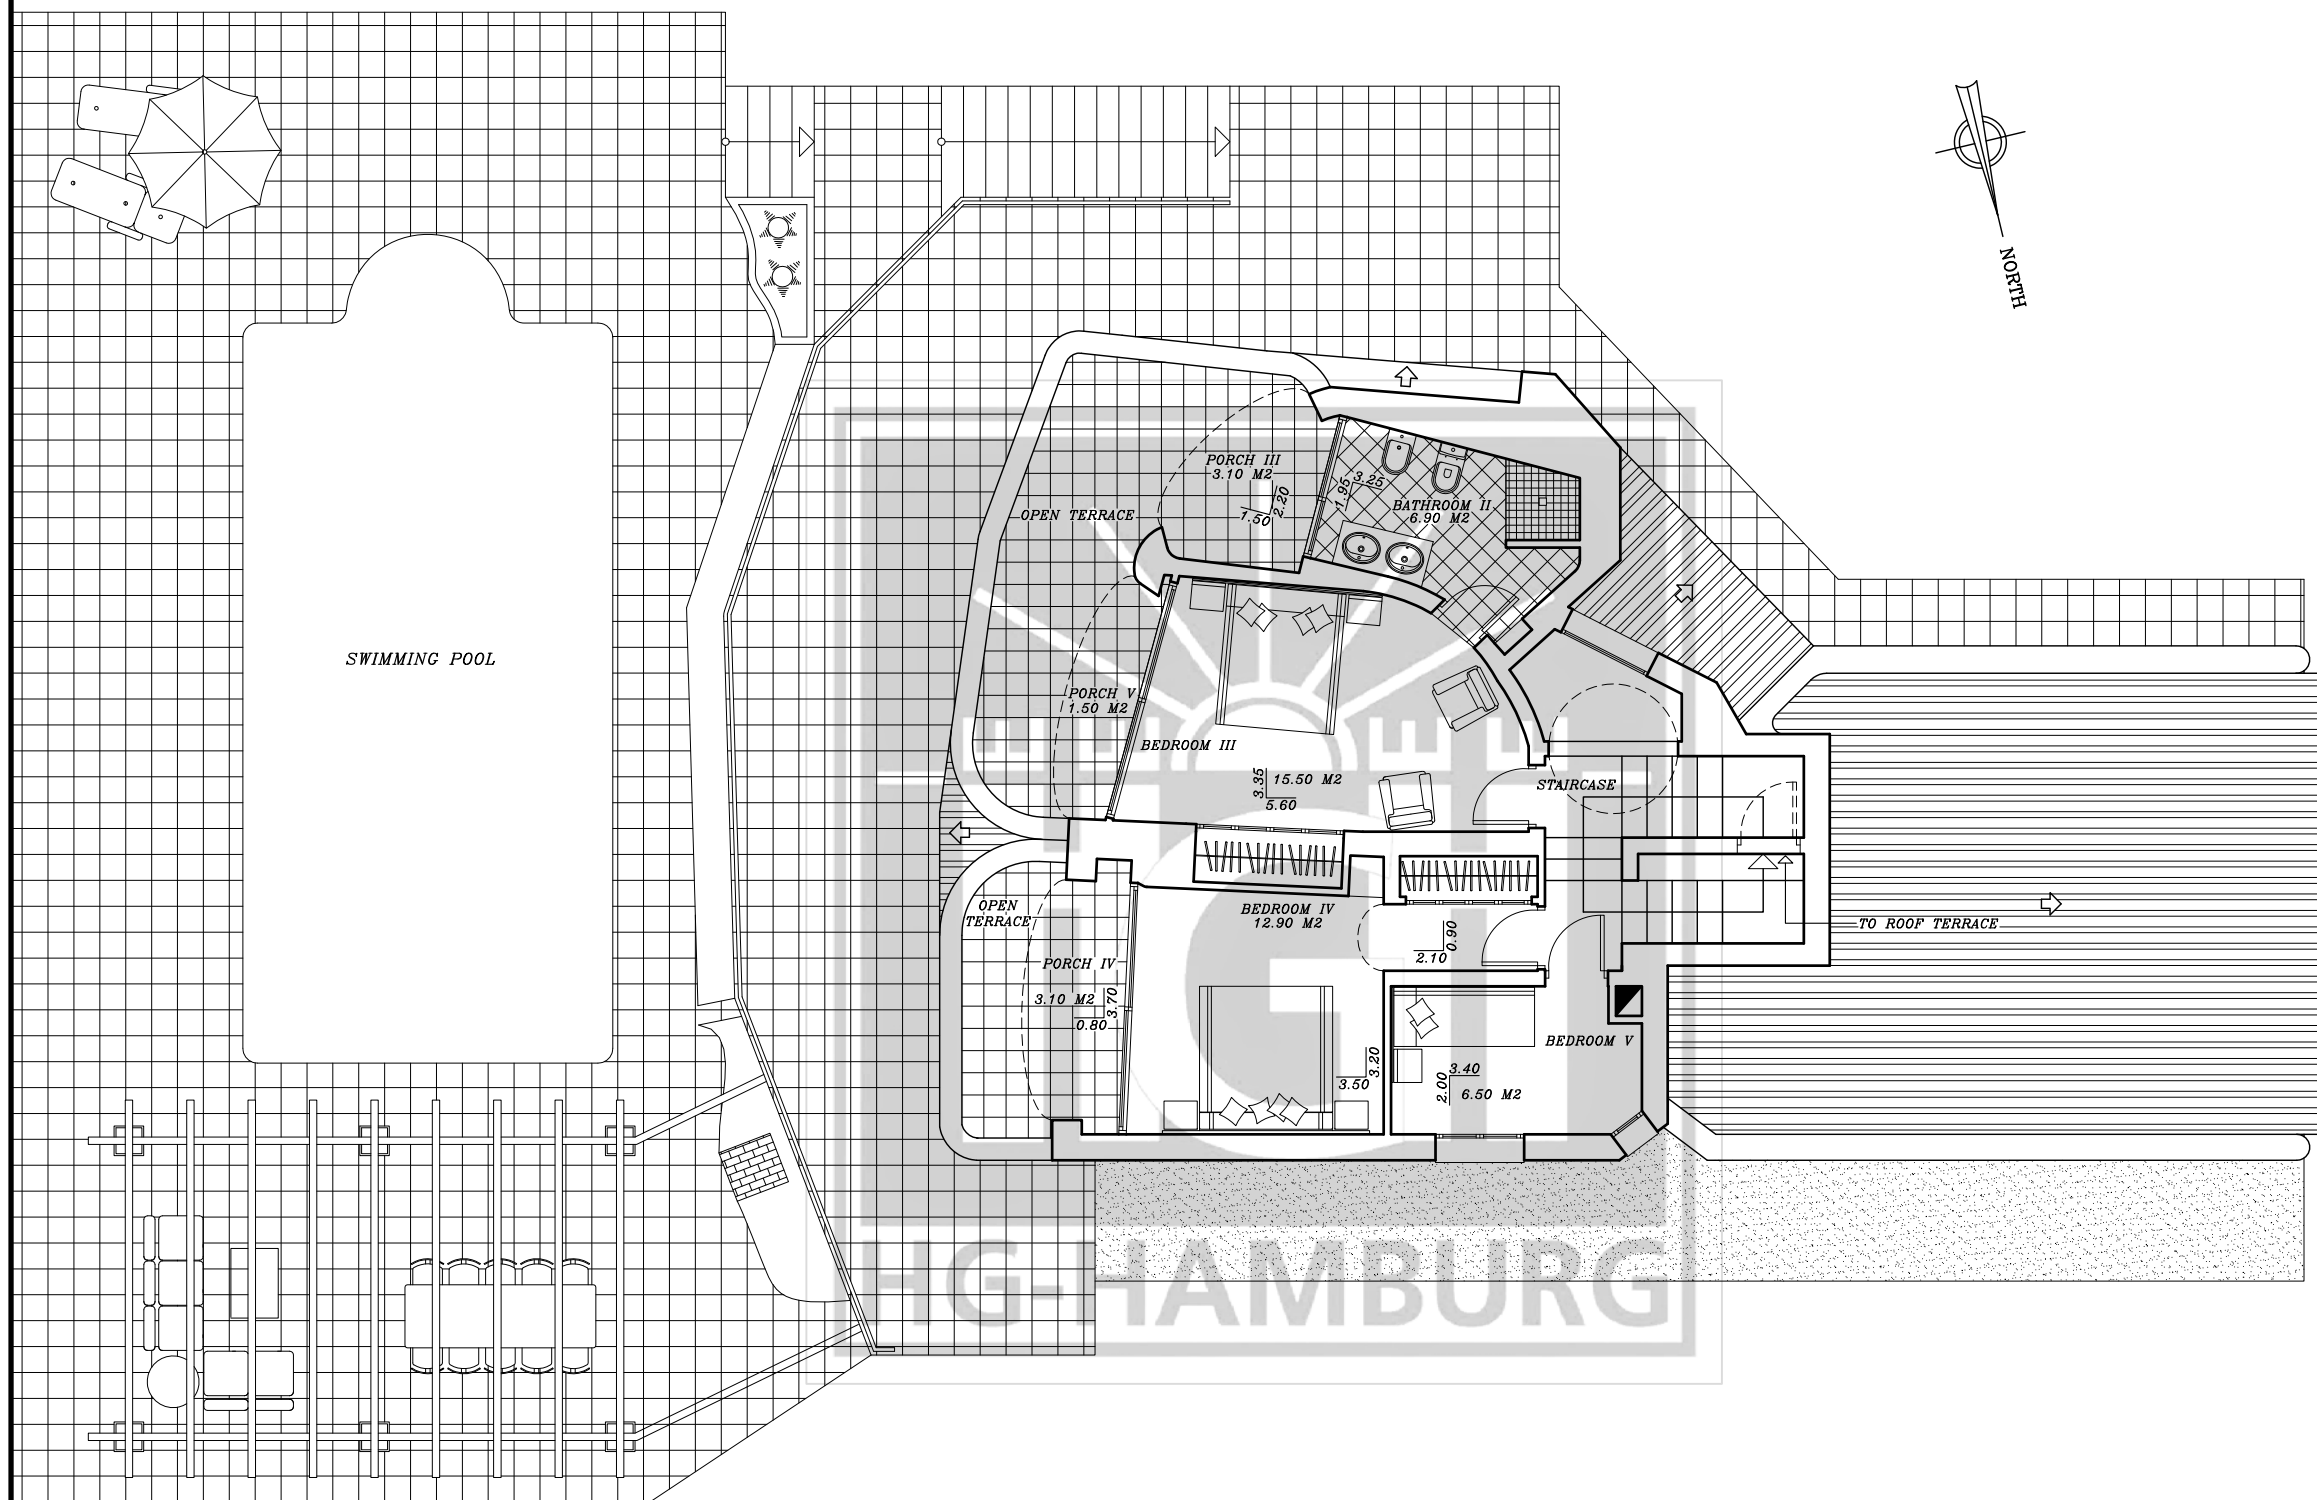 NORTH
PORCH III
3.10 M2
2.20
1.50
1.95
3.25
BATHROOM II
6.90 M2
OPEN TERRACE
SWIMMING POOL
PORCH V
1.50 M2
BEDROOM III
3.35
15.50 M2
5.60
STAIRCASE
OPEN
TERRACE
BEDROOM IV
12.90 M2
0.90
2.10
TO ROOF TERRACE
PORCH IV
3.10 M2
3.70
0.80
BEDROOM V
3.20
3.50
2.00
3.40
6.50 M2
G
HG-HAMBURG